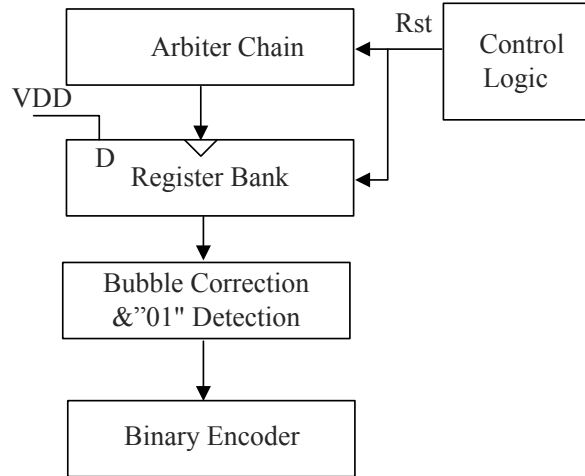 Arbiter Chain
Rst
Control
Logic
VDD
D
Register Bank
Bubble Correction
&”01" Detection
Binary Encoder